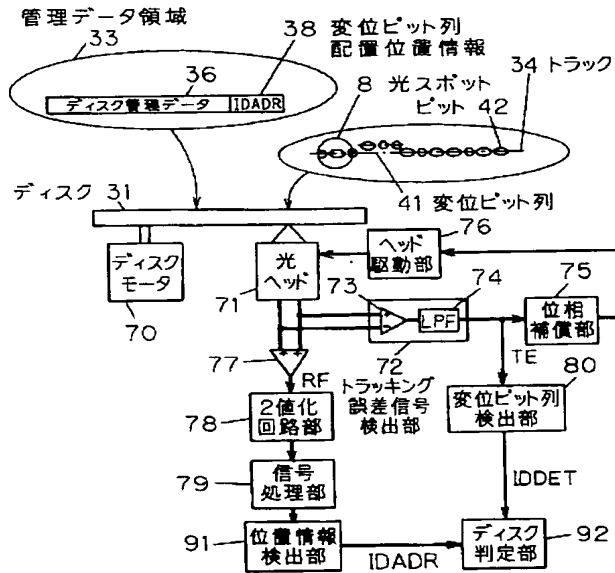 管理データ領域
33
38 変位ピット列
配置位置情報
36
ディスク管理データ
IDADR
8 光スポット
ピット 42
34 トラック
41 変位ピット列
ディスク
31
ディスク
モータ
70
光
ヘッド
71
ヘッド
駆動部
76
73
74
LPF
72
トラッキング
誤差信号
検出部
75
位相
補償部
TE
80
変位ピット列
検出部
77
RF
2値化
回路部
78
信号
処理部
79
IDDET
位置情報
検出部
91
IDADR
ディスク
判定部
92